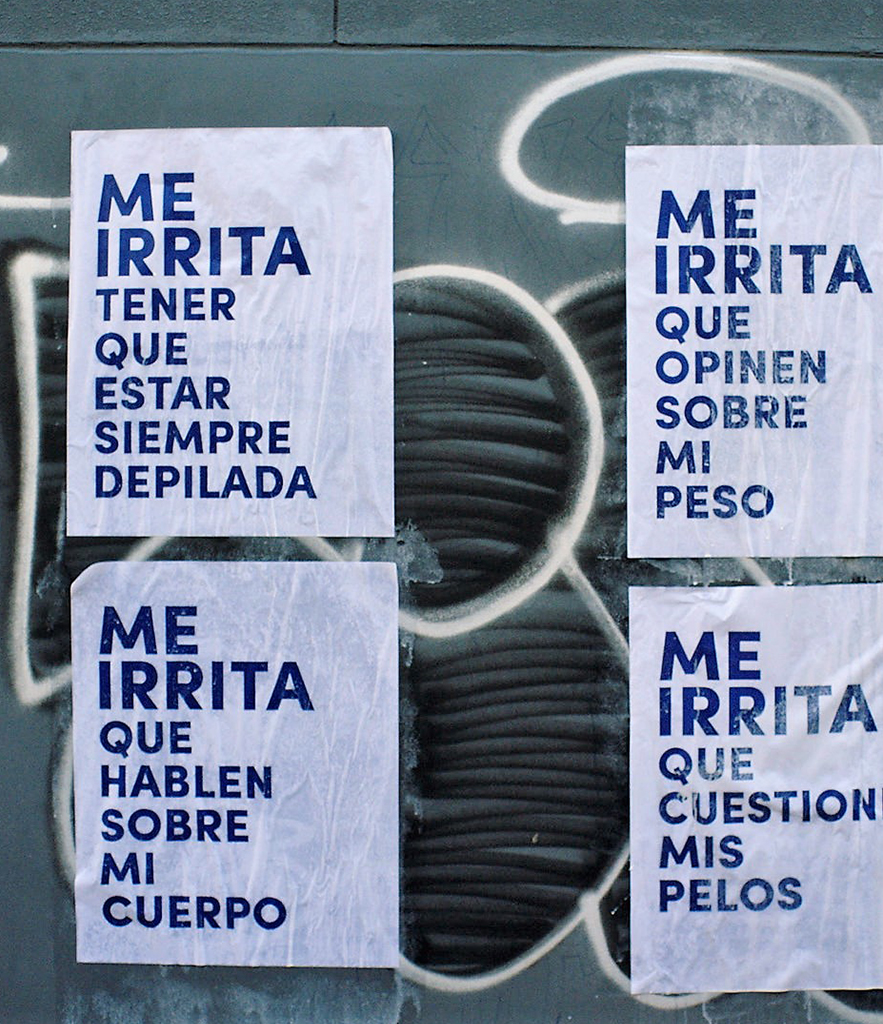 ME
IRRITA
TENER
QUE
ESTAR
SIEMPRE
DEPILADA
ME
IRRITA
QUE
OPINEN
SOBRE
MI
PESO
ME
IRRITA
QUE
HABLEN
SOBRE
MI
CUERPO
ME
IRRITA
QUE
CUESTION
MIS
PELOS